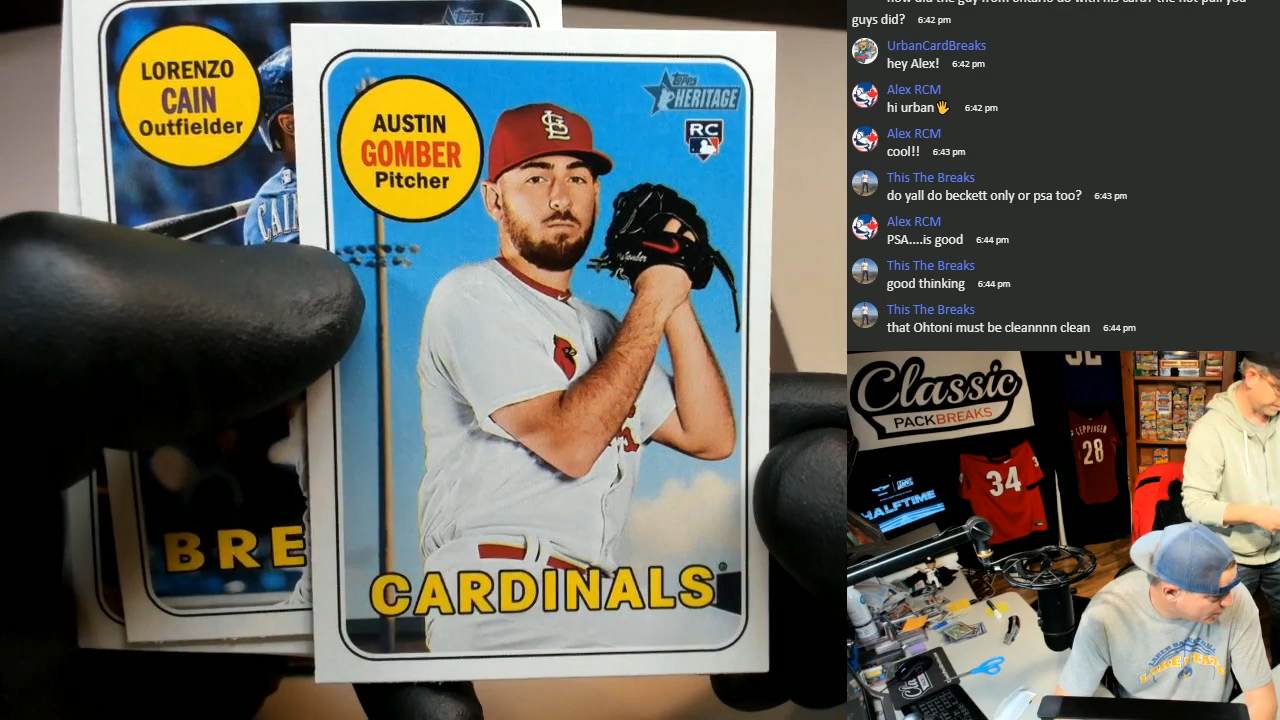 LORENZO
CAIN
Outfielder
CAIN
BRE
AUSTIN
GOMBER
Pitcher
Topps
HERITAGE
RC
CARDINALS
guys did? 6:42 pm
UrbanCardBreaks
hey Alex! 6:42 pm
Alex RCM
hi urban🖐 6:42 pm
Alex RCM
cool!! 6:43 pm
This The Breaks
do yall do beckett only or psa too? 6:43 pm
Alex RCM
PSA....is good 6:44 pm
This The Breaks
good thinking 6:44 pm
This The Breaks
that Ohtoni must be cleannnn clean 6:44 pm
Classic
PACKBREAKS
34
LEPPINGER
28
HALFTIME